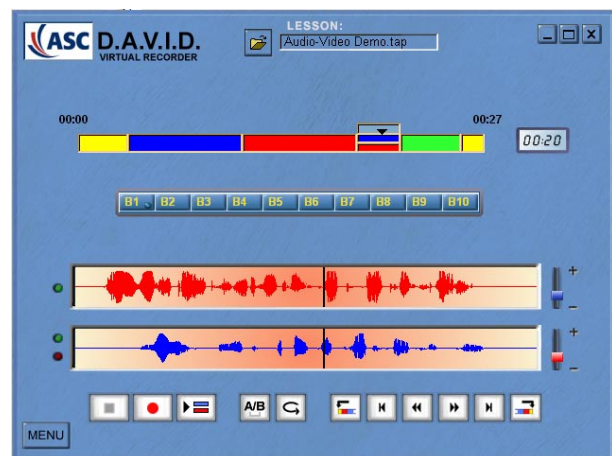 ASC D.A.V.I.D.
VIRTUAL RECORDER
LESSON:
Audio-Video Demo.tap
00:00
00:27
00:20
B1 B2 B3 B4 B5 B6 B7 B8 B9 B10
+
−
+
−
A/B
MENU